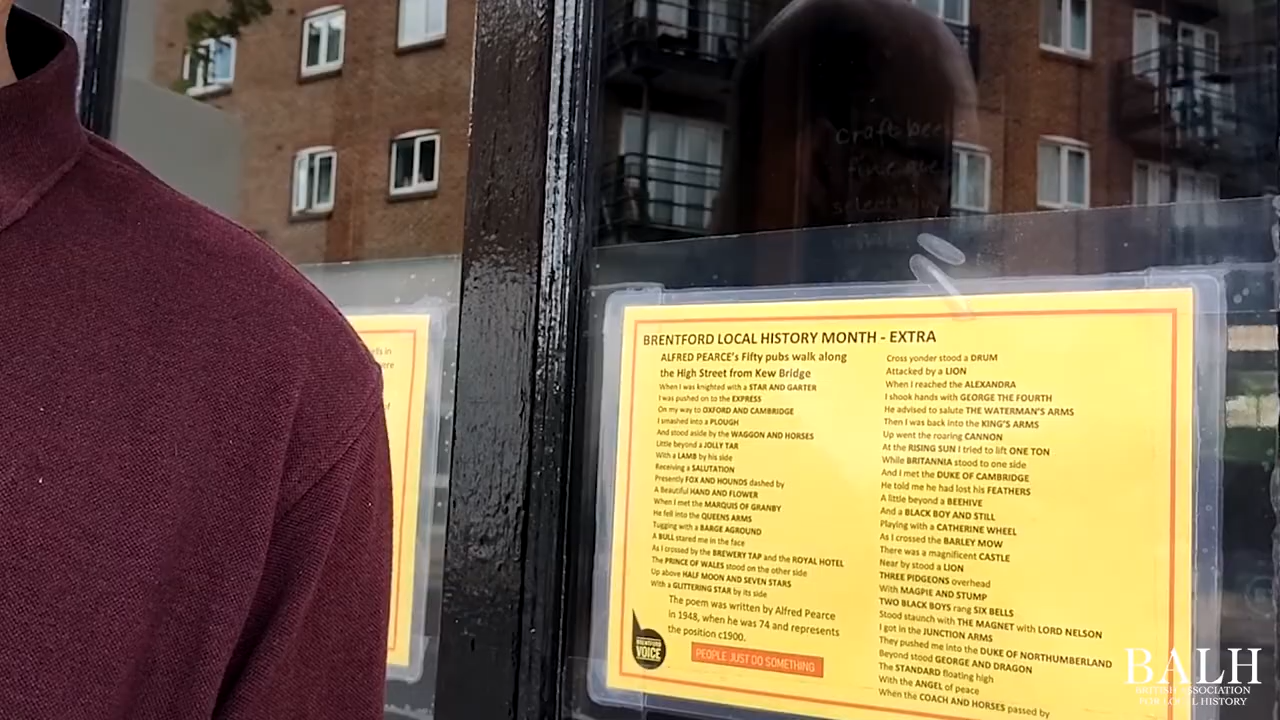 Craft beer
fine
BRENTFORD LOCAL HISTORY MONTH - EXTRA
ALFRED PEARCE's Fifty pubs walk along
the High Street from Kew Bridge
When I was knighted with a STAR AND GARTER
I was pushed on to the EXPRESS
On my way to OXFORD AND CAMBRIDGE
I smashed into a PLOUGH
And stood aside by the WAGGON AND HORSES
Little beyond a JOLLY TAR
With a LAMB by his side
Receiving a SALUTATION
Presently FOX AND HOUNDS dashed by
A Beautiful HAND AND FLOWER
When I met the MARQUIS OF GRANBY
He fell into the QUEENS ARMS
Tugging with a BARGE AGROUND
A BULL stared me in the face
As I crossed by the BREWERY TAP and the ROYAL HOTEL
The PRINCE OF WALES stood on the other side
Up above HALF MOON AND SEVEN STARS
With a GLITTERING STAR by its side
The poem was written by Alfred Pearce
in 1948, when he was 74 and represents
the position c1900.
BRENTFORD
VOICE
PEOPLE JUST DO SOMETHING
Cross yonder stood a DRUM
Attacked by a LION
When I reached the ALEXANDRA
I shook hands with GEORGE THE FOURTH
He advised to salute THE WATERMAN'S ARMS
Then I was back into the KING'S ARMS
Up went the roaring CANNON
At the RISING SUN I tried to lift ONE TON
While BRITANNIA stood to one side
And I met the DUKE OF CAMBRIDGE
He told me he had lost his FEATHERS
A little beyond a BEEHIVE
And a BLACK BOY AND STILL
Playing with a CATHERINE WHEEL
As I crossed the BARLEY MOW
There was a magnificent CASTLE
Near by stood a LION
THREE PIDGEONS overhead
With MAGPIE AND STUMP
TWO BLACK BOYS rang SIX BELLS
Stood staunch with THE MAGNET with LORD NELSON
I got in the JUNCTION ARMS
They pushed me into the DUKE OF NORTHUMBERLAND
Beyond stood GEORGE AND DRAGON
The STANDARD floating high
With the ANGEL of peace
When the COACH AND HORSES passed by
BALH
BRITISH ASSOCIATION
FOR LOCAL HISTORY